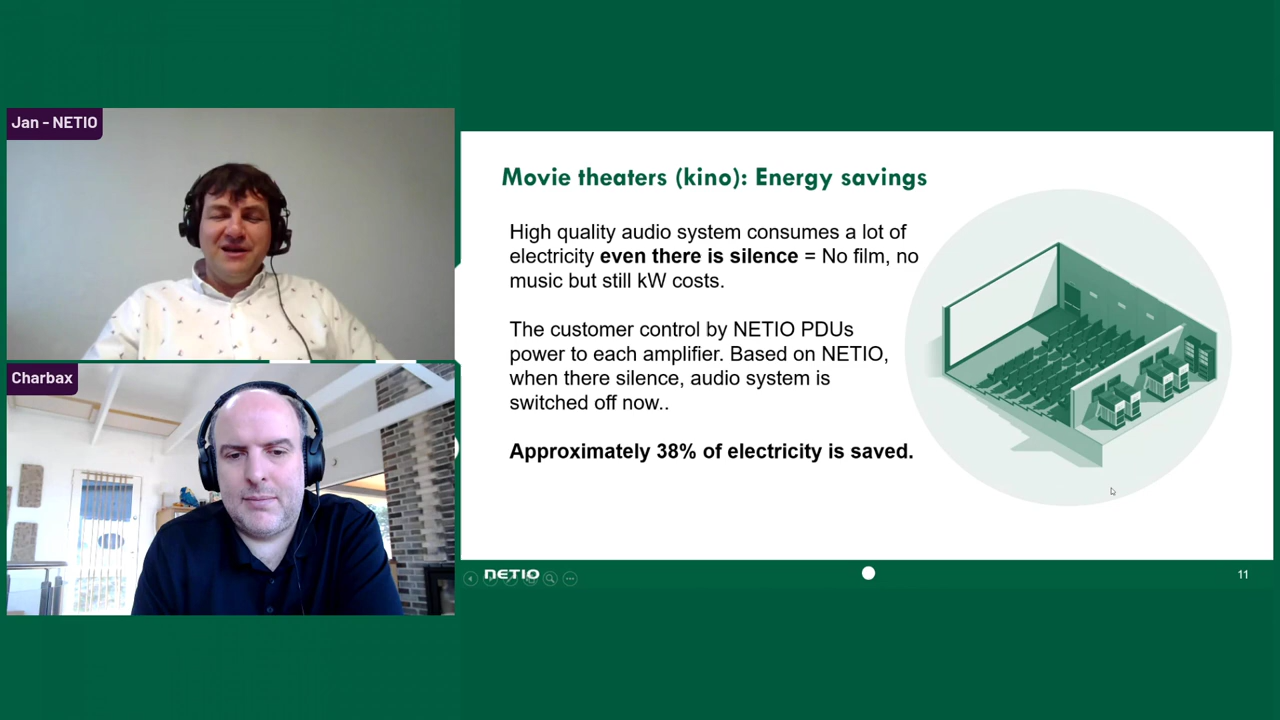 Jan - NETIO
Charbax
Movie theaters (kino): Energy savings
High quality audio system consumes a lot of
electricity even there is silence = No film, no
music but still kW costs.
The customer control by NETIO PDUs
power to each amplifier. Based on NETIO,
when there silence, audio system is
switched off now..
Approximately 38% of electricity is saved.
NETIO
11